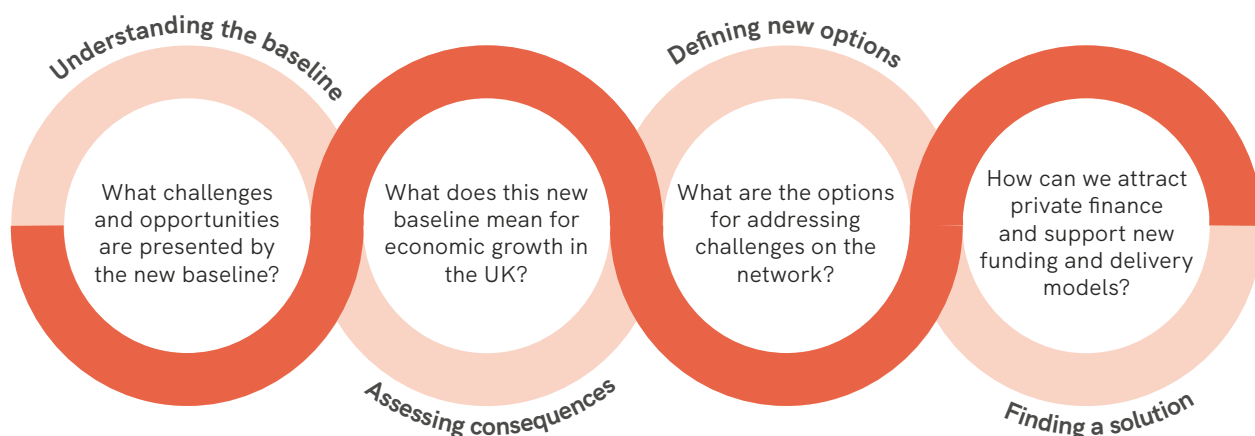 Understanding the baseline
What challenges
and opportunities
are presented by
the new baseline?
Assessing consequences
What does this new
baseline mean for
economic growth in
the UK?
Defining new options
What are the options
for addressing
challenges on the
network?
Finding a solution
How can we attract
private finance
and support new
funding and delivery
models?